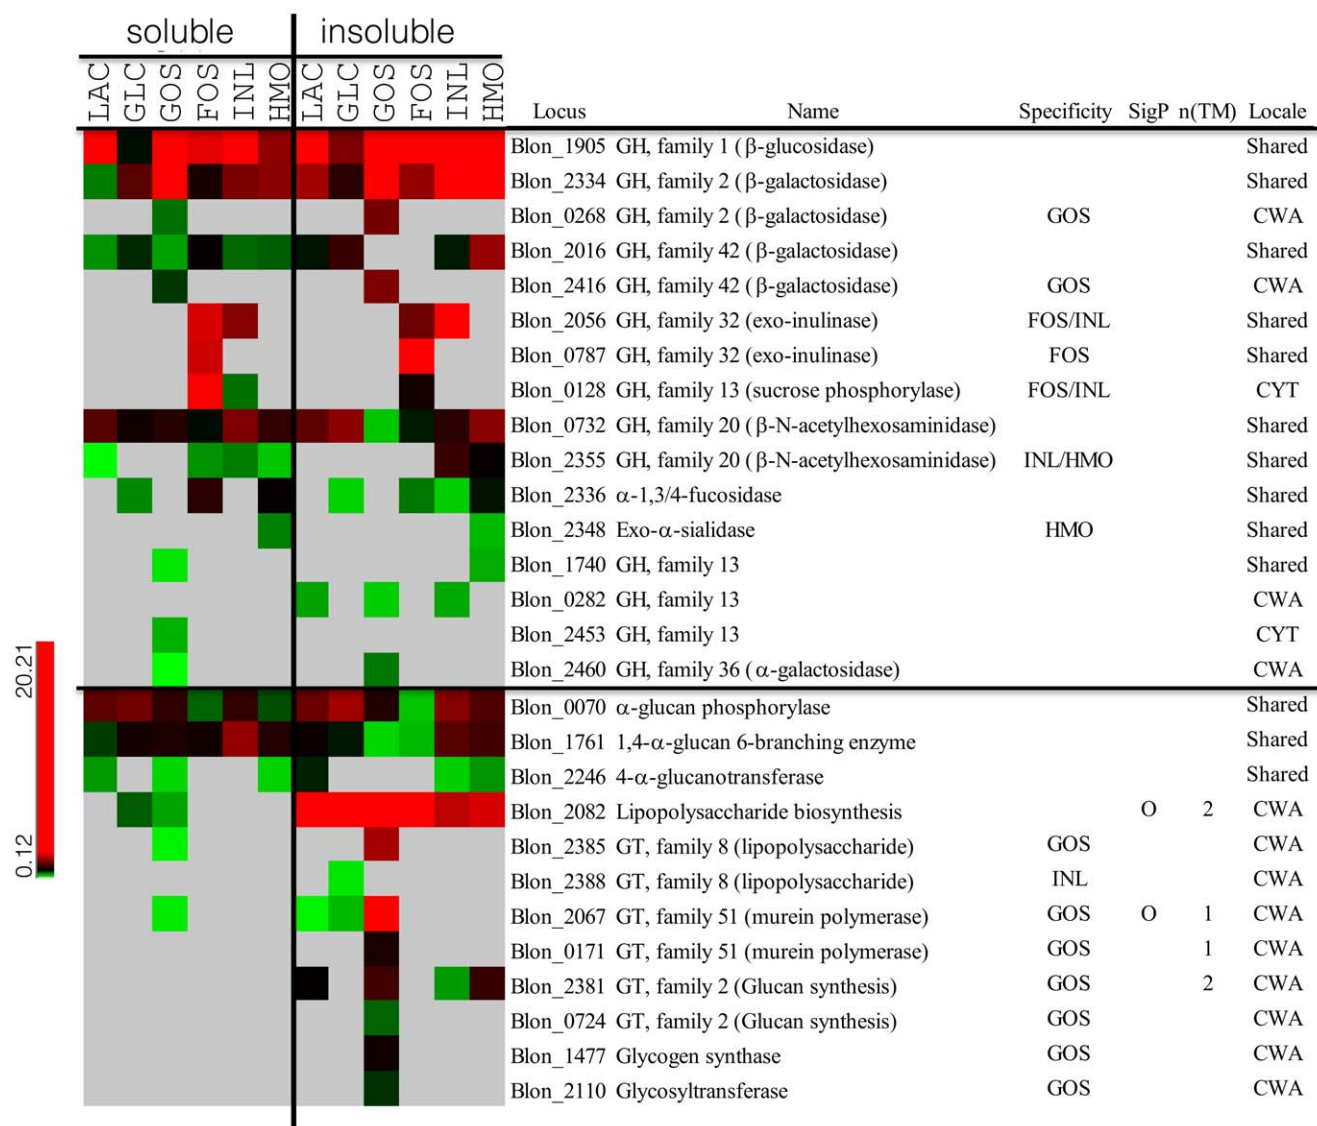 soluble insoluble
LAC GLC GOS FOS INL HMO LAC GLC GOS FOS INL HMO
Locus Name Specificity SigP n(TM) Locale
Blon_1905 GH, family 1 (β-glucosidase) Shared
Blon_2334 GH, family 2 (β-galactosidase) Shared
Blon_0268 GH, family 2 (β-galactosidase) GOS CWA
Blon_2016 GH, family 42 (β-galactosidase) Shared
Blon_2416 GH, family 42 (β-galactosidase) GOS CWA
Blon_2056 GH, family 32 (exo-inulinase) FOS/INL Shared
Blon_0787 GH, family 32 (exo-inulinase) FOS Shared
Blon_0128 GH, family 13 (sucrose phosphorylase) FOS/INL CYT
Blon_0732 GH, family 20 (β-N-acetylhexosaminidase) Shared
Blon_2355 GH, family 20 (β-N-acetylhexosaminidase) INL/HMO Shared
Blon_2336 α-1,3/4-fucosidase Shared
Blon_2348 Exo-α-sialidase HMO Shared
Blon_1740 GH, family 13 Shared
Blon_0282 GH, family 13 CWA
Blon_2453 GH, family 13 CYT
Blon_2460 GH, family 36 (α-galactosidase) CWA
Blon_0070 α-glucan phosphorylase Shared
Blon_1761 1,4-α-glucan 6-branching enzyme Shared
Blon_2246 4-α-glucanotransferase Shared
Blon_2082 Lipopolysaccharide biosynthesis O 2 CWA
Blon_2385 GT, family 8 (lipopolysaccharide) GOS CWA
Blon_2388 GT, family 8 (lipopolysaccharide) INL CWA
Blon_2067 GT, family 51 (murein polymerase) GOS O 1 CWA
Blon_0171 GT, family 51 (murein polymerase) GOS 1 CWA
Blon_2381 GT, family 2 (Glucan synthesis) GOS 2 CWA
Blon_0724 GT, family 2 (Glucan synthesis) GOS CWA
Blon_1477 Glycogen synthase GOS CWA
Blon_2110 Glycosyltransferase GOS CWA
20.21
0.12